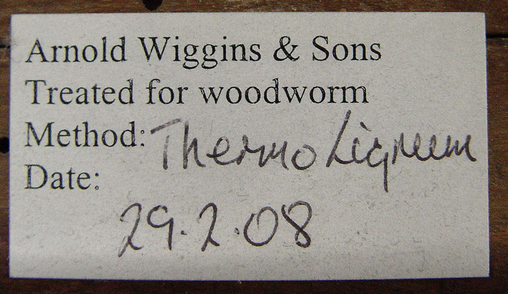 Arnold Wiggins & Sons
Treated for woodworm
Method: Thermo Lignum
Date:
29.2.08